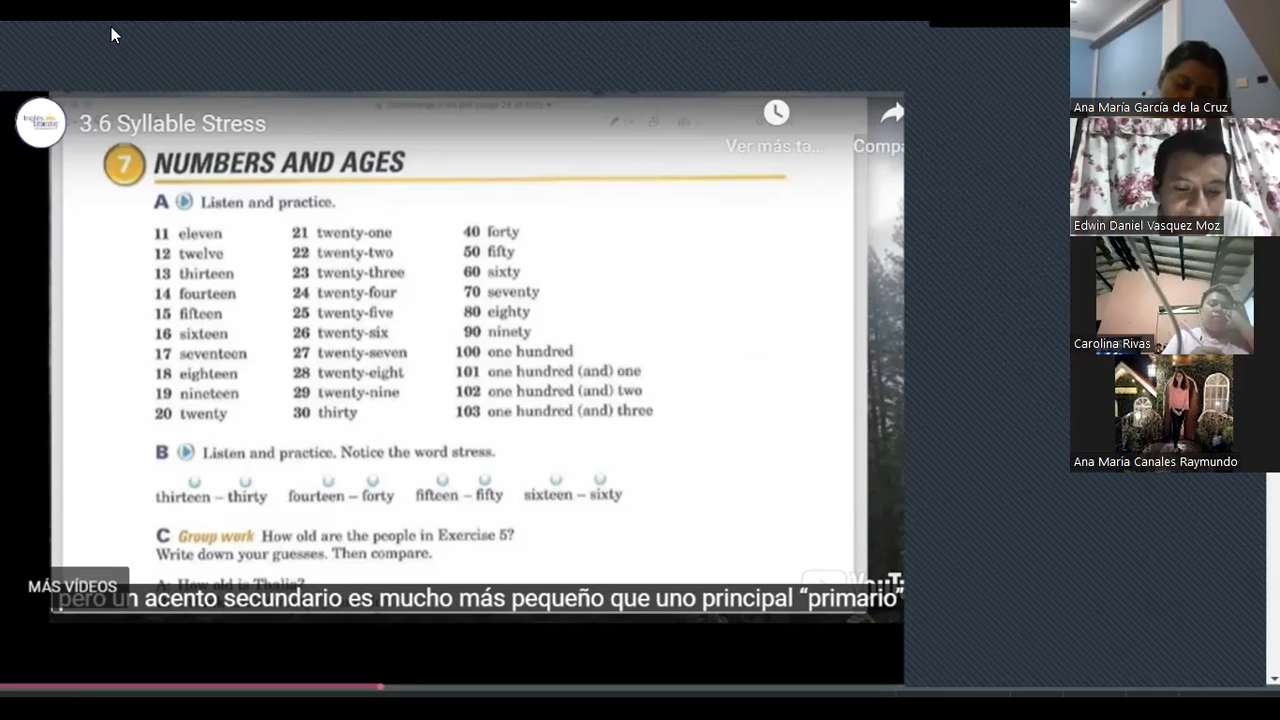 3.6 Syllable Stress
Ver más ta...
Compa
7 NUMBERS AND AGES
A Listen and practice.
11 eleven 21 twenty-one 40 forty
12 twelve 22 twenty-two 50 fifty
13 thirteen 23 twenty-three 60 sixty
14 fourteen 24 twenty-four 70 seventy
15 fifteen 25 twenty-five 80 eighty
16 sixteen 26 twenty-six 90 ninety
17 seventeen 27 twenty-seven 100 one hundred
18 eighteen 28 twenty-eight 101 one hundred (and) one
19 nineteen 29 twenty-nine 102 one hundred (and) two
20 twenty 30 thirty 103 one hundred (and) three
B Listen and practice. Notice the word stress.
thirteen – thirty fourteen – forty fifteen – fifty sixteen – sixty
C Group work How old are the people in Exercise 5?
Write down your guesses. Then compare.
A: How old is Thalia?
MÁS VÍDEOS
pero un acento secundario es mucho más pequeño que uno principal “primario”
Ana María García de la Cruz
Edwin Daniel Vasquez Moz
Carolina Rivas
Ana Maria Canales Raymundo